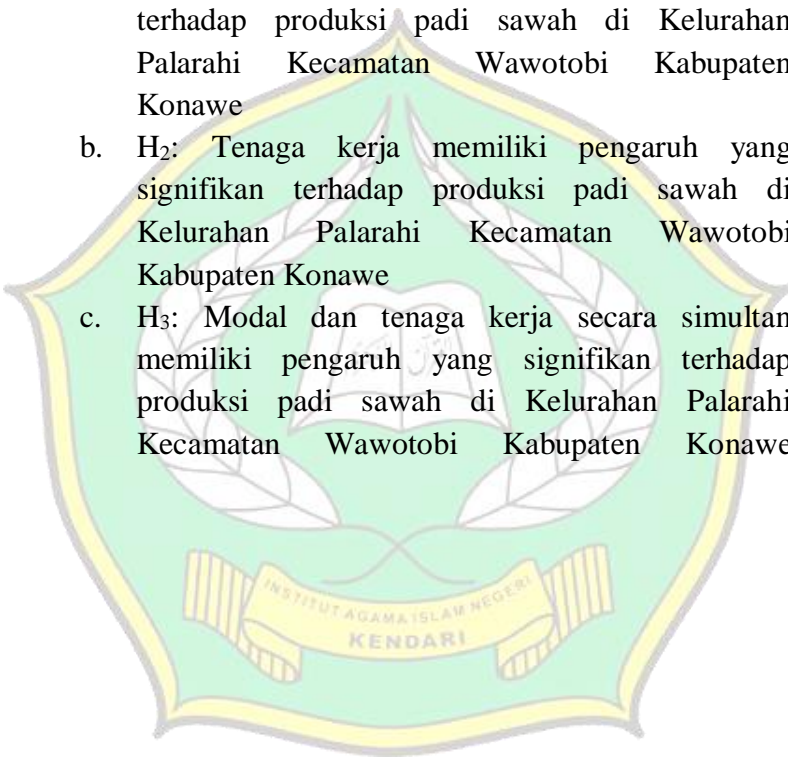 terhadap produksi padi sawah di Kelurahan
Palarahi Kecamatan Wawotobi Kabupaten
Konawe
b. H₂: Tenaga kerja memiliki pengaruh yang
signifikan terhadap produksi padi sawah di
Kelurahan Palarahi Kecamatan Wawotobi
Kabupaten Konawe
c. H₃: Modal dan tenaga kerja secara simultan
memiliki pengaruh yang signifikan terhadap
produksi padi sawah di Kelurahan Palarahi
Kecamatan Wawotobi Kabupaten Konawe
INSTITUT AGAMA ISLAM NEGERI
KENDARI